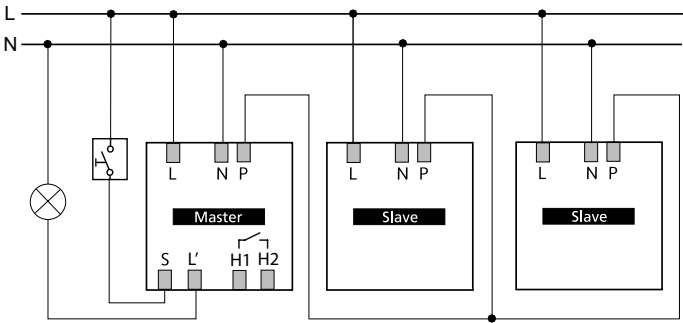 L
N
L N P L N P L N P
Master Slave Slave
S L' H1 H2